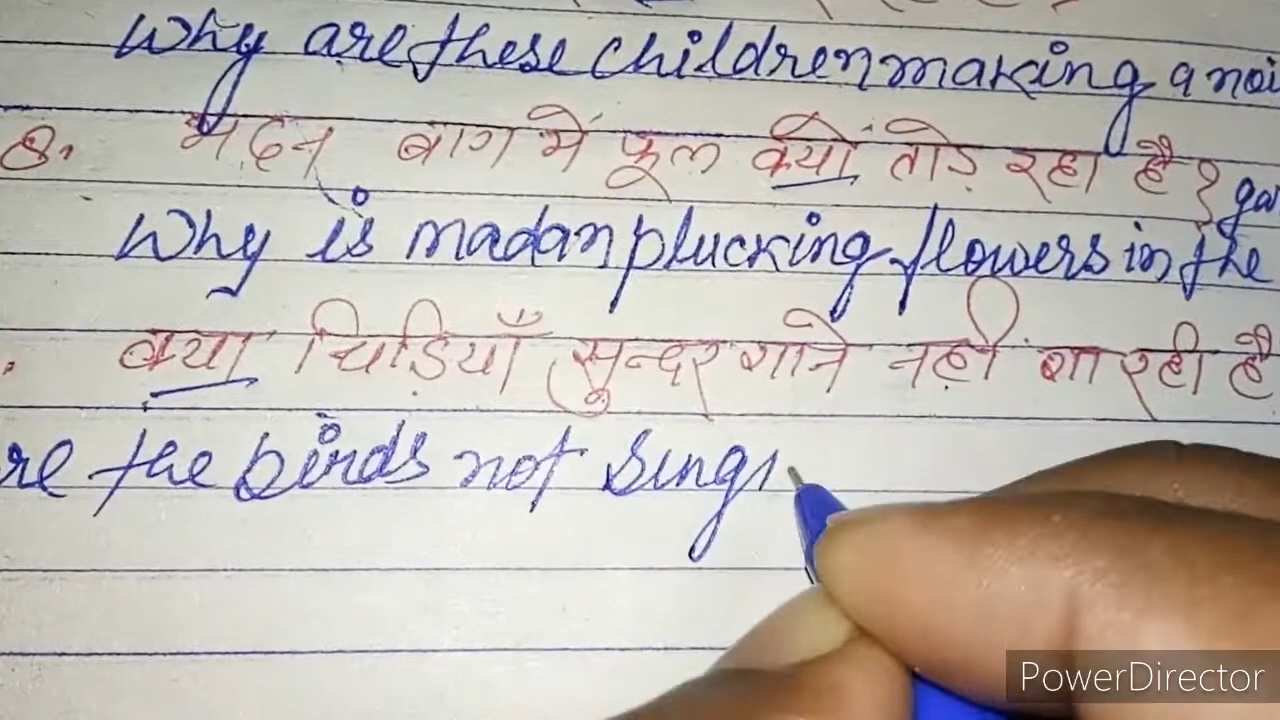 Why are these children making a noi
8. मदन बाग में फूल क्यों तोड़ रहा है?
Why is madan plucking flowers in the gar
. क्या चिड़ियाँ सुन्दर गाने नहीं गा रही है
re the birds not singi
PowerDirector